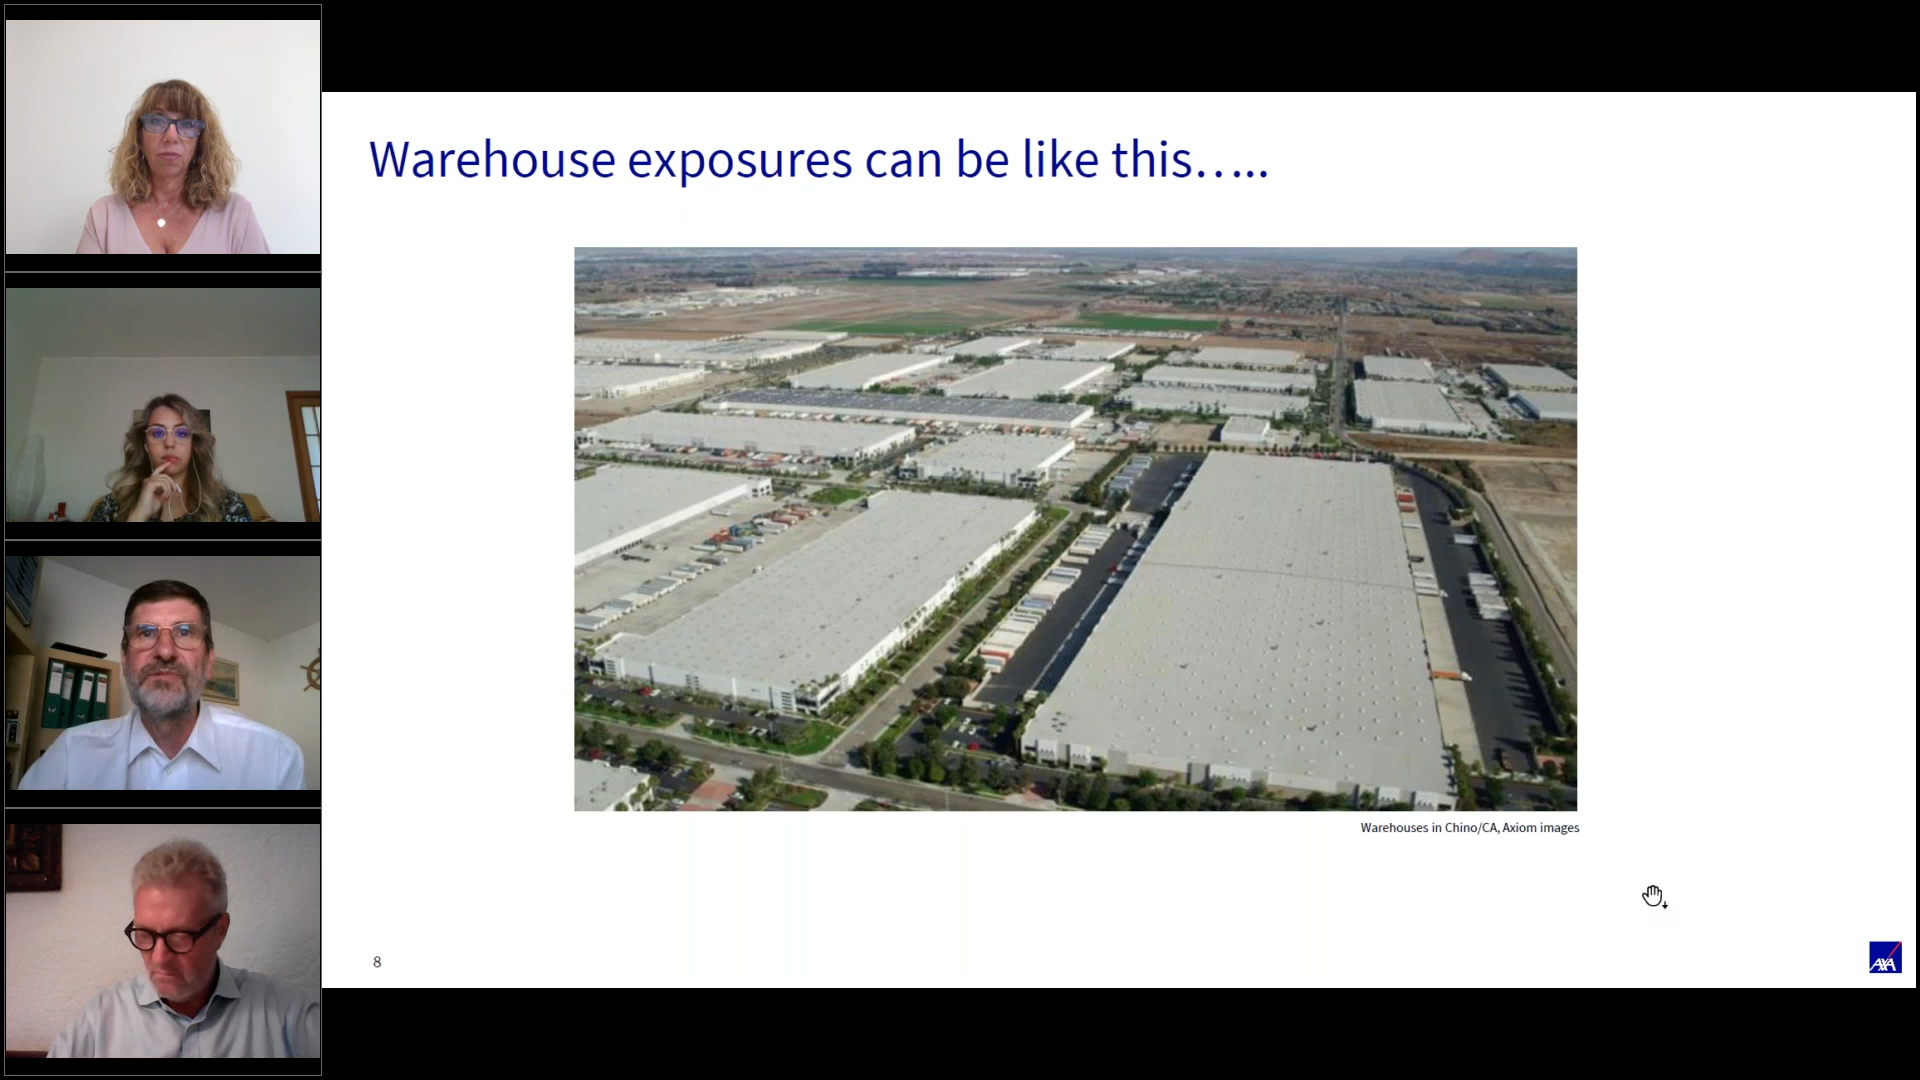 Warehouse exposures can be like this.....
Warehouses in Chino/CA, Axiom images
8
AXA